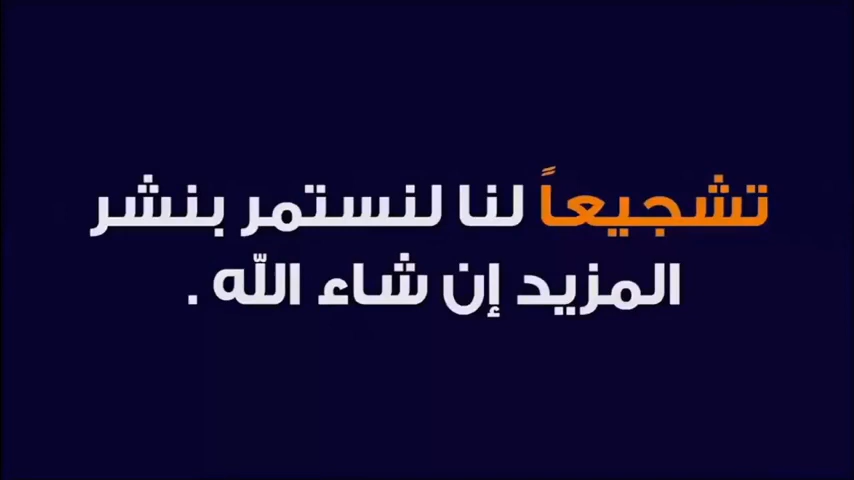 تشجيعاً لنا لنستمر بنشر
المزيد إن شاء الله .